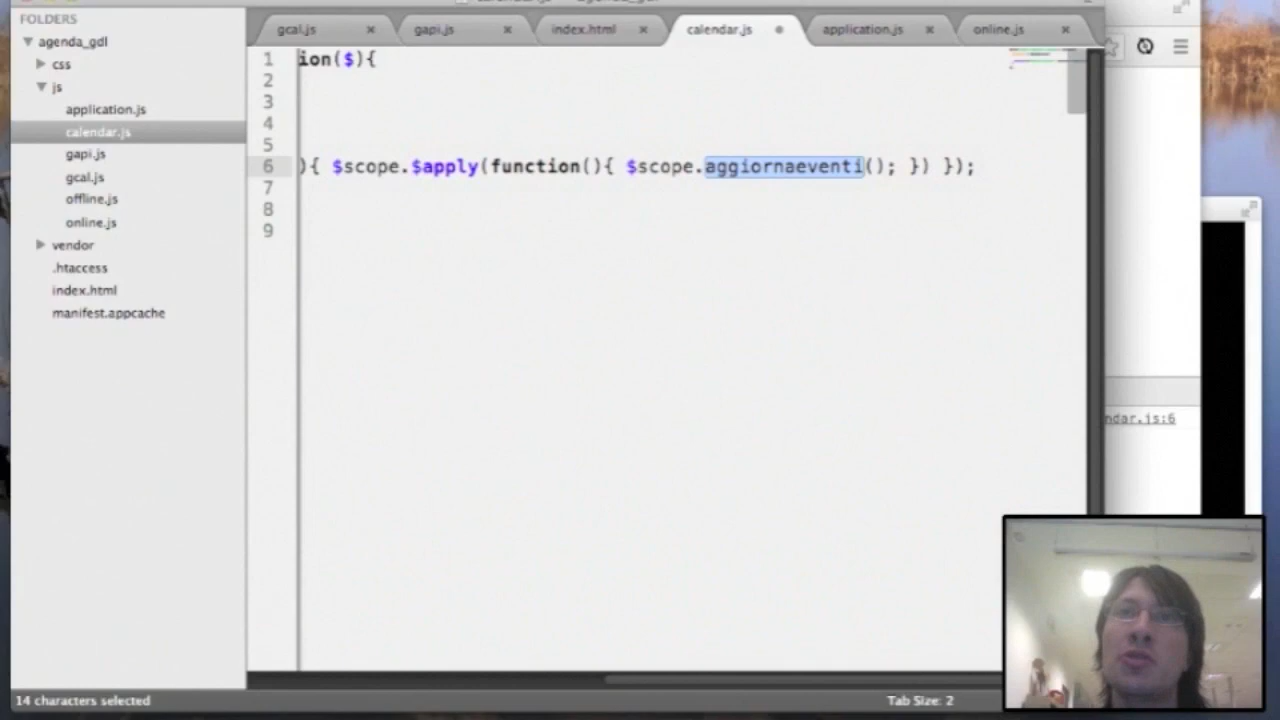 FOLDERS
agenda_gdl
css
js
application.js
calendar.js
gapi.js
gcal.js
offline.js
online.js
vendor
.htaccess
index.html
manifest.appcache
gcal.js
gapi.js
index.html
calendar.js
application.js
online.js
1 ion($){
2
3
4
5
6 ){ $scope.$apply(function(){ $scope.aggiornaeventi(); }) });
7
8
9
ndar.js:6
14 characters selected
Tab Size: 2